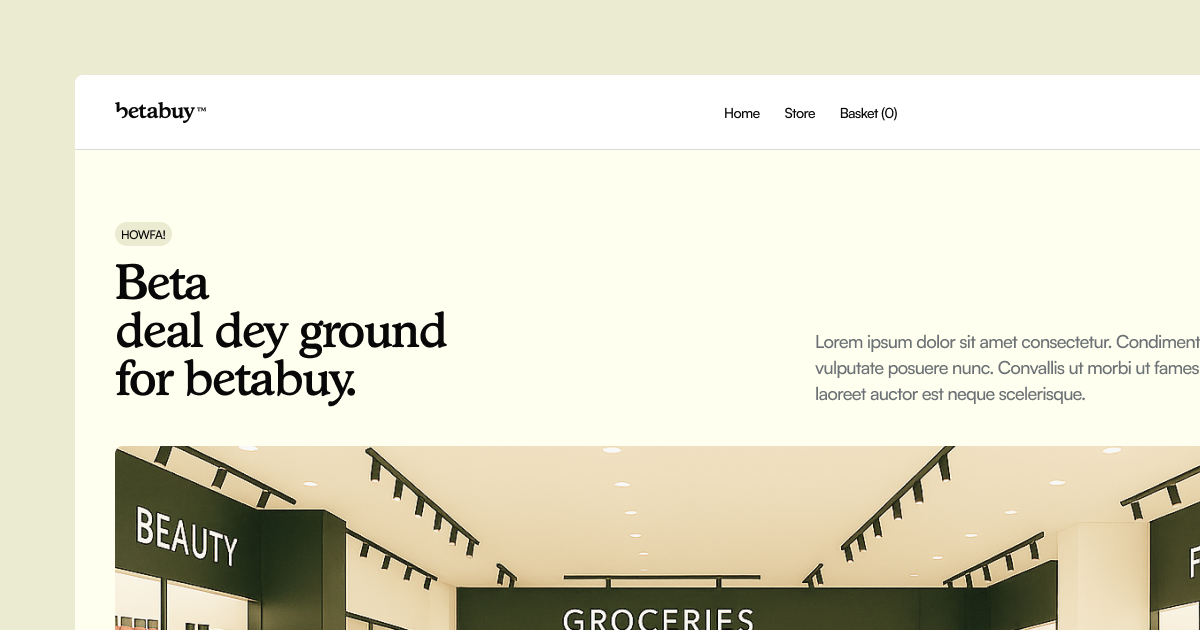 betabuy™
Home Store Basket (0)
HOWFA!
Beta
deal dey ground
for betabuy.
Lorem ipsum dolor sit amet consectetur. Condiment
vulputate posuere nunc. Convallis ut morbi ut fames
laoreet auctor est neque scelerisque.
BEAUTY
GROCERIES
F